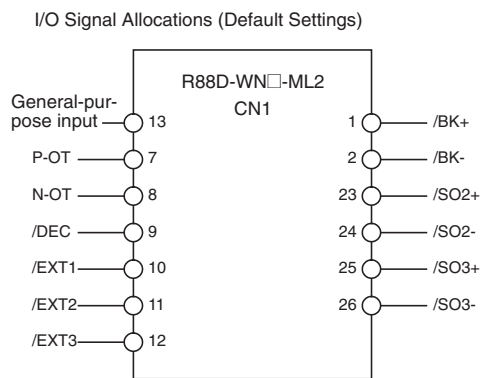 I/O Signal Allocations (Default Settings)
R88D-WN□-ML2
CN1
General-pur-
pose input 13
P-OT 7
N-OT 8
/DEC 9
/EXT1 10
/EXT2 11
/EXT3 12
1 /BK+
2 /BK-
23 /SO2+
24 /SO2-
25 /SO3+
26 /SO3-